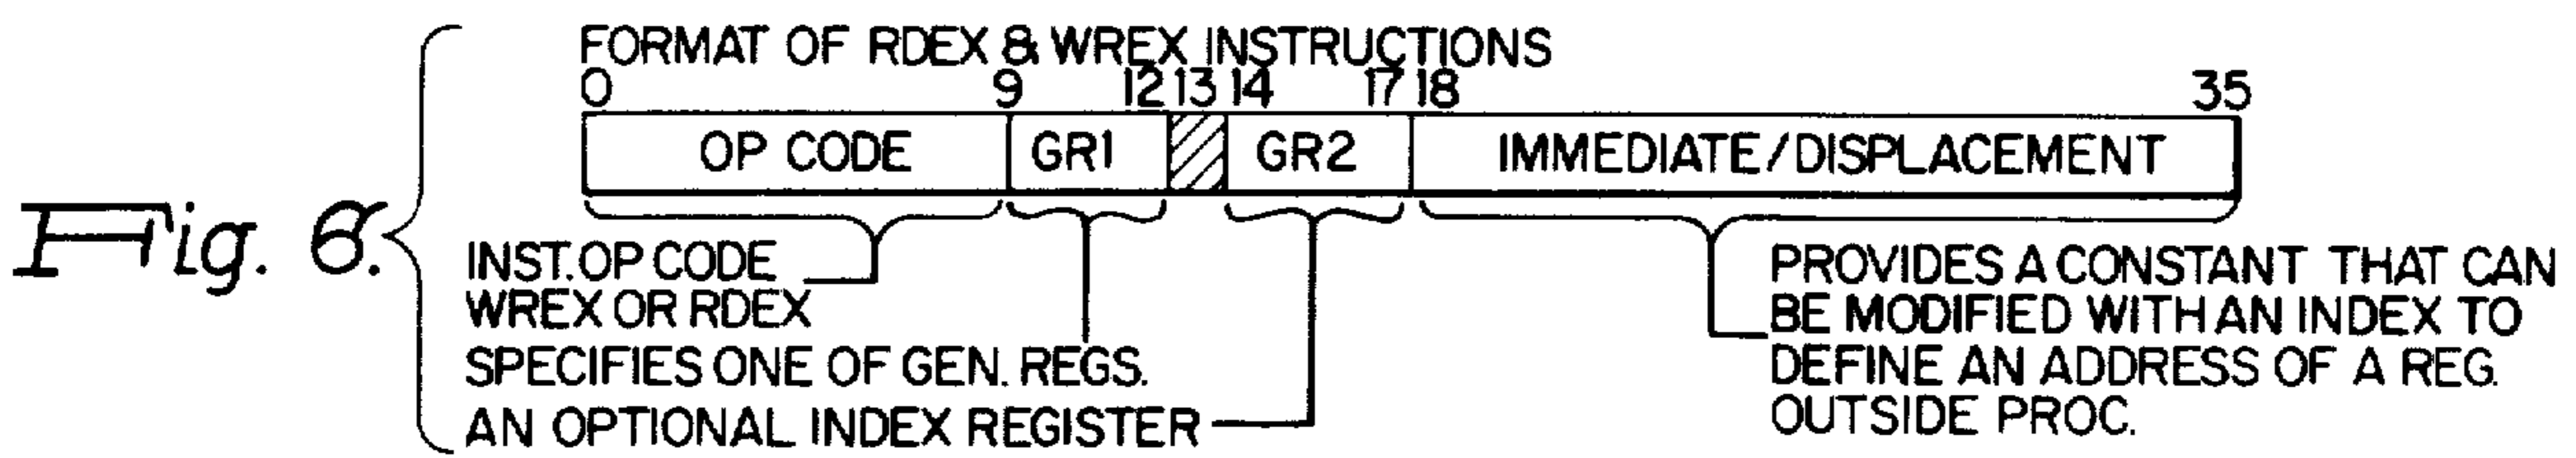 Fig. 6.
FORMAT OF RDEX & WREX INSTRUCTIONS
0 9 12 13 14 17 18 35
OP CODE GR1 GR2 IMMEDIATE/DISPLACEMENT
INST. OP CODE
WREX OR RDEX
SPECIFIES ONE OF GEN. REGS.
AN OPTIONAL INDEX REGISTER
PROVIDES A CONSTANT THAT CAN
BE MODIFIED WITH AN INDEX TO
DEFINE AN ADDRESS OF A REG.
OUTSIDE PROC.